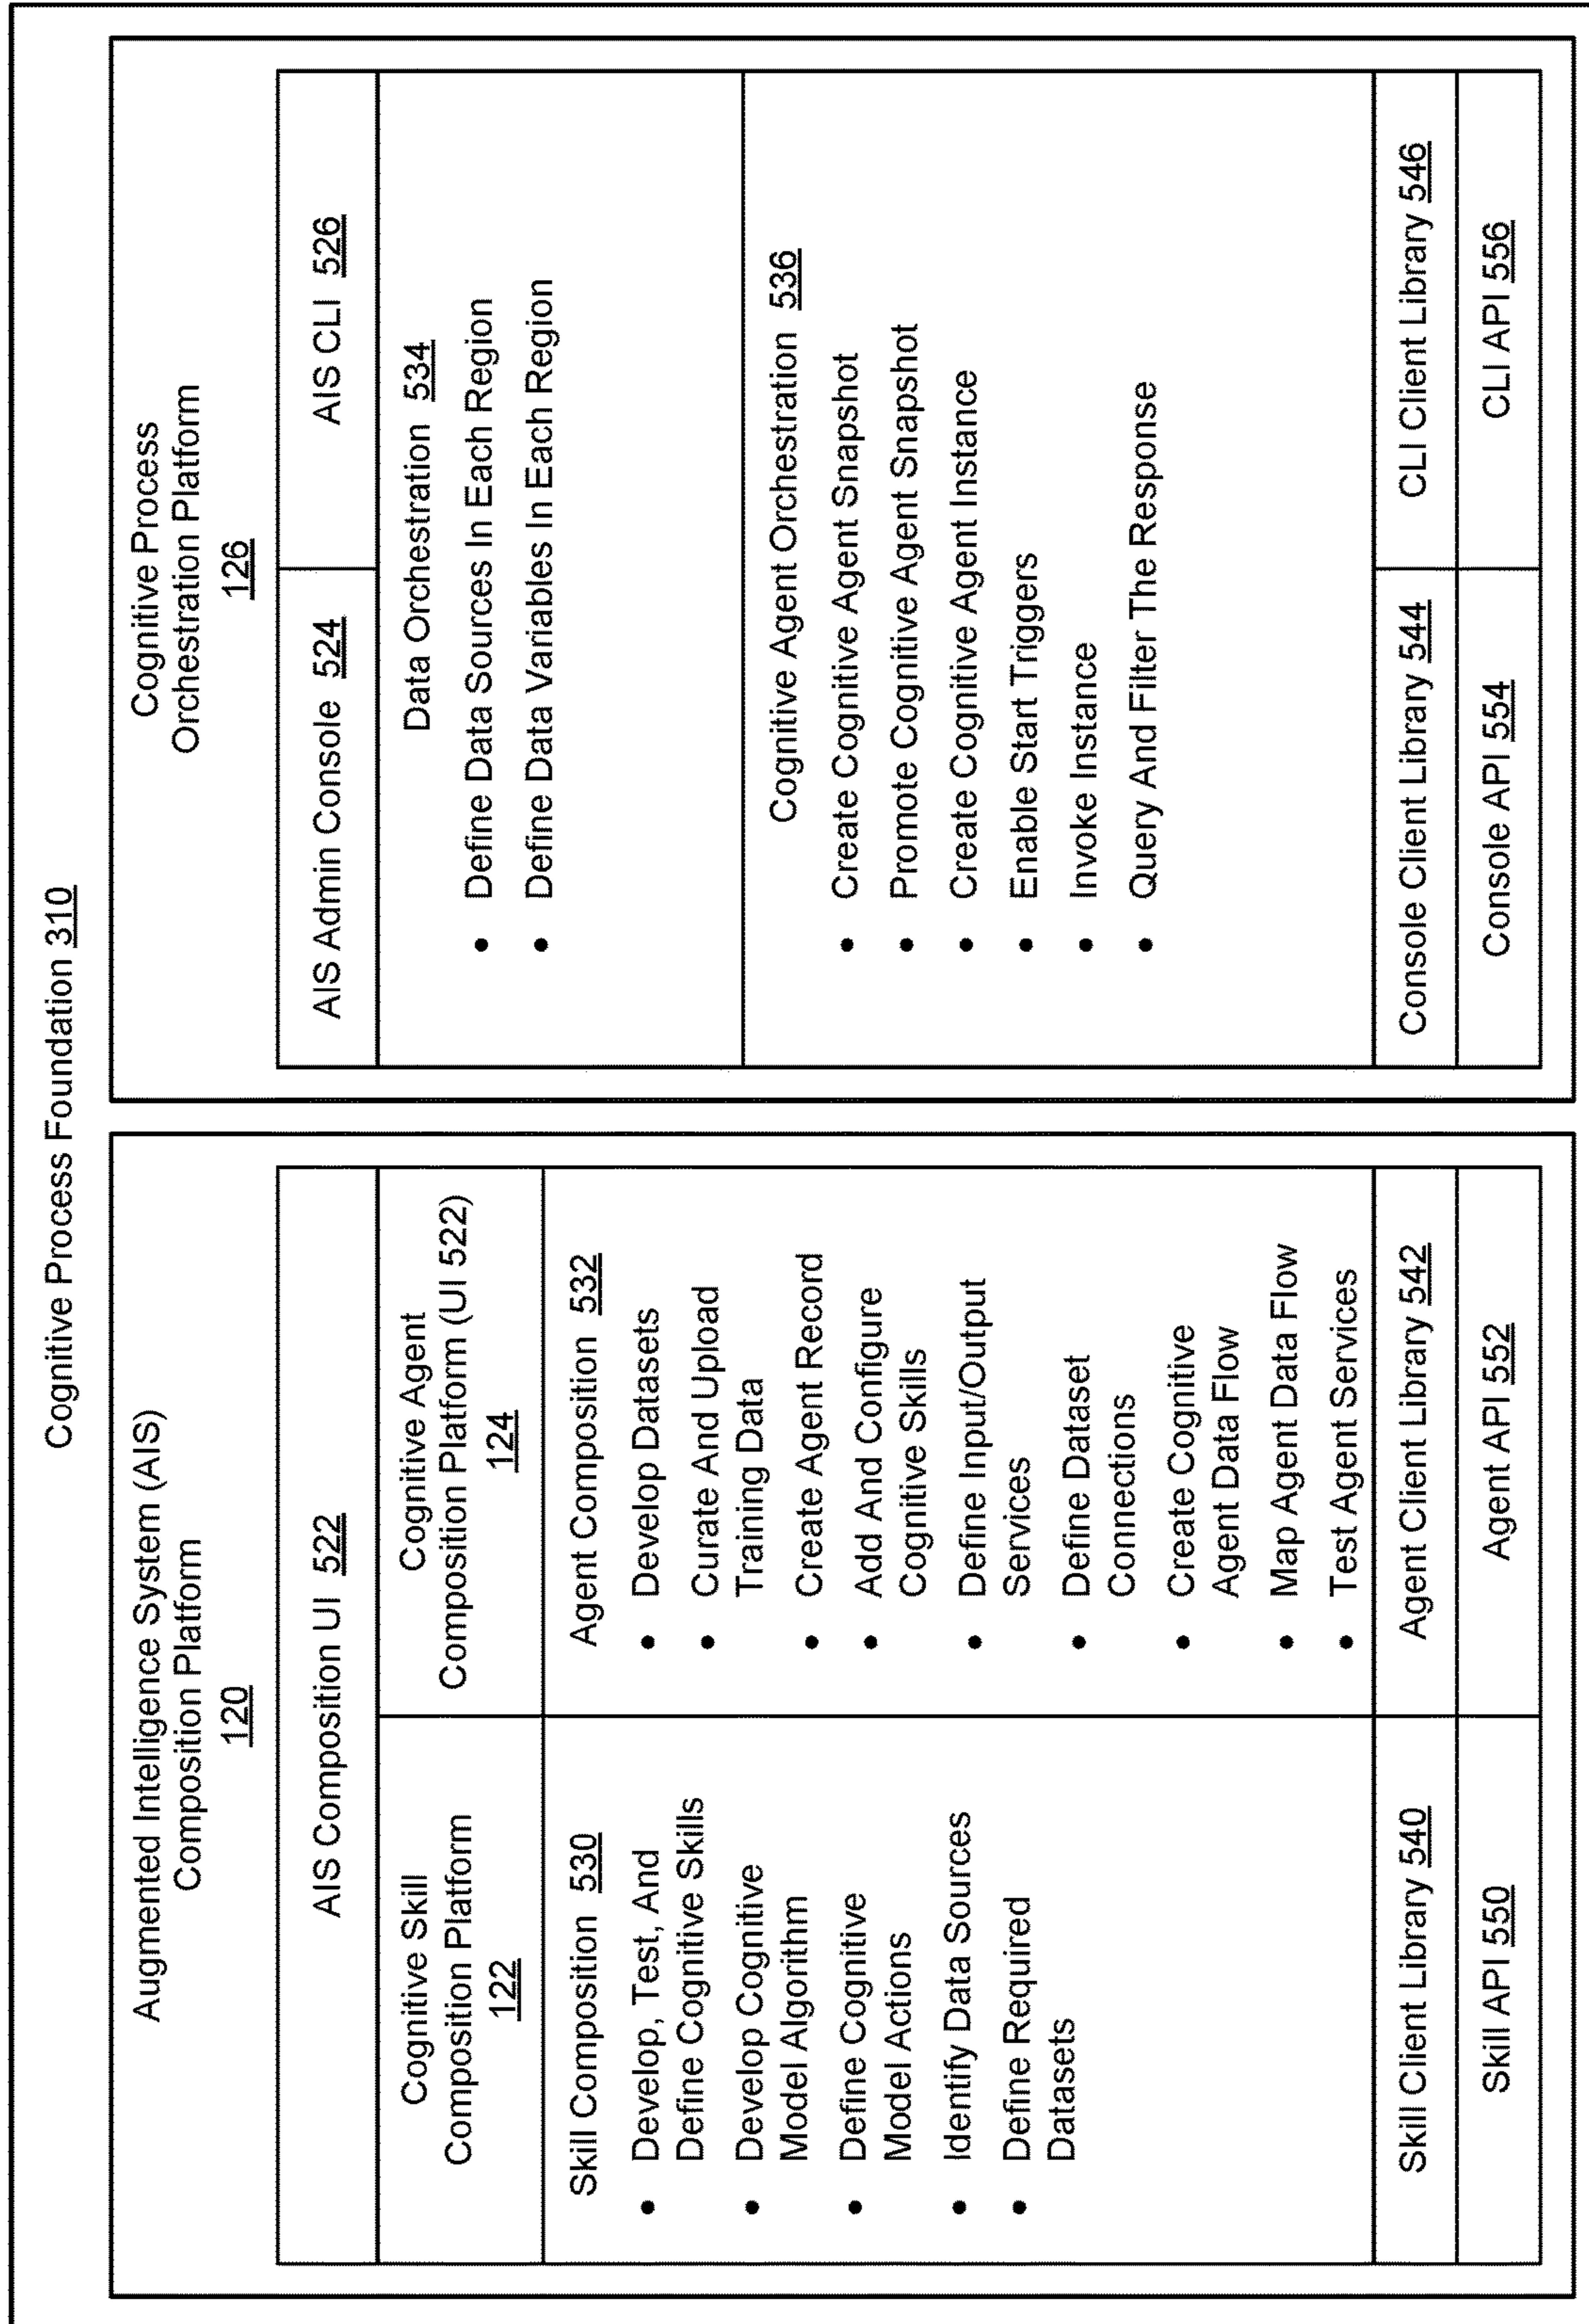 Cognitive Process Foundation 310
Augmented Intelligence System (AIS)
Composition Platform
120
AIS Composition UI 522
Cognitive Skill
Composition Platform
122
Skill Composition 530
• Develop, Test, And
Define Cognitive Skills
• Develop Cognitive
Model Algorithm
• Define Cognitive
Model Actions
• Identify Data Sources
• Define Required
Datasets
Skill Client Library 540
Skill API 550
Cognitive Agent
Composition Platform (UI 522)
124
Agent Composition 532
• Develop Datasets
• Curate And Upload
Training Data
• Create Agent Record
• Add And Configure
Cognitive Skills
• Define Input/Output
Services
• Define Dataset
Connections
• Create Cognitive
Agent Data Flow
• Map Agent Data Flow
• Test Agent Services
Agent Client Library 542
Agent API 552
Cognitive Process
Orchestration Platform
126
AIS Admin Console 524
AIS CLI 526
Data Orchestration 534
• Define Data Sources In Each Region
• Define Data Variables In Each Region
Cognitive Agent Orchestration 536
• Create Cognitive Agent Snapshot
• Promote Cognitive Agent Snapshot
• Create Cognitive Agent Instance
• Enable Start Triggers
• Invoke Instance
• Query And Filter The Response
Console Client Library 544
CLI Client Library 546
Console API 554
CLI API 556